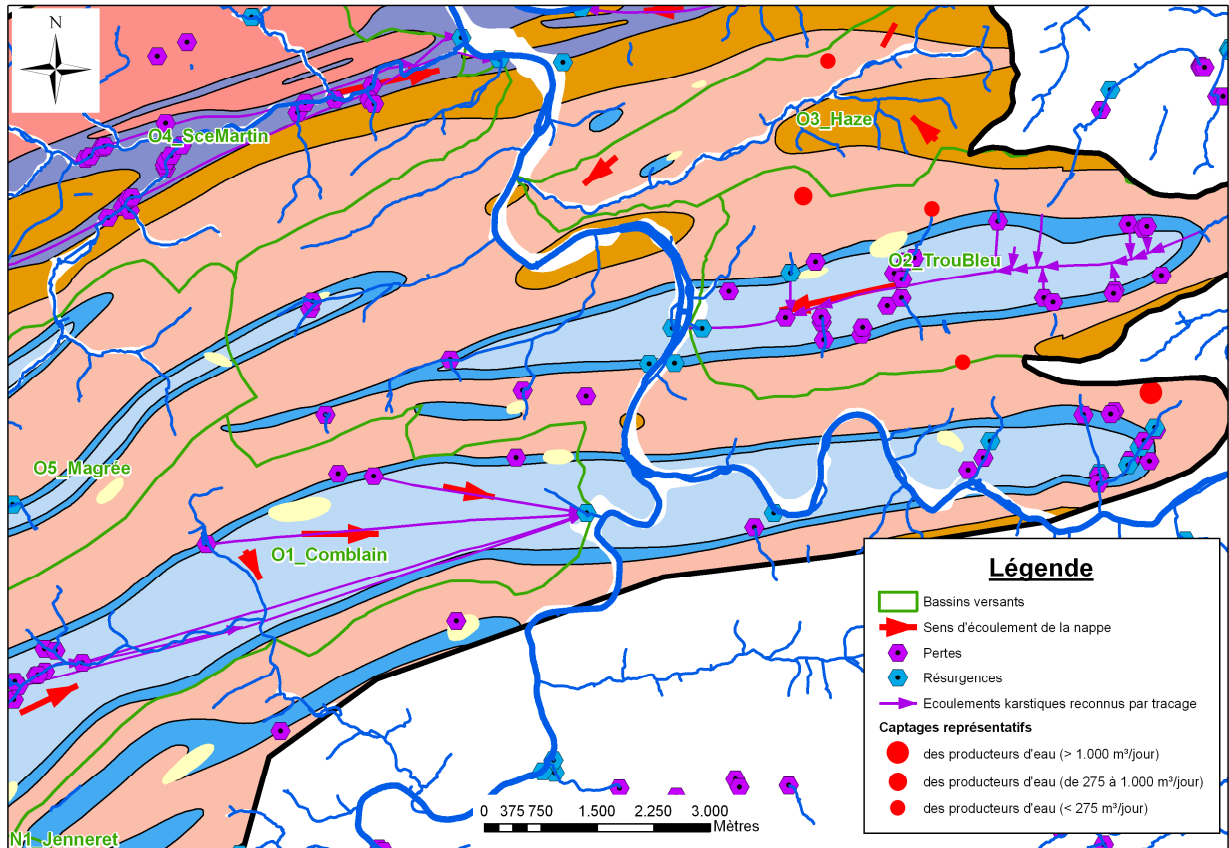 N
O4_SceMartin
O3_Haze
O2_TrouBleu
O5_Magrée
O1_Comblain
N1_Jenneret
Légende
Bassins versants
Sens d'écoulement de la nappe
Pertes
Résurgences
Ecoulements karstiques reconnus par tracage
Captages représentatifs
des producteurs d'eau (> 1.000 m³/jour)
des producteurs d'eau (de 275 à 1.000 m³/jour)
des producteurs d'eau (< 275 m³/jour)
0 375 750 1.500 2.250 3.000
Mètres